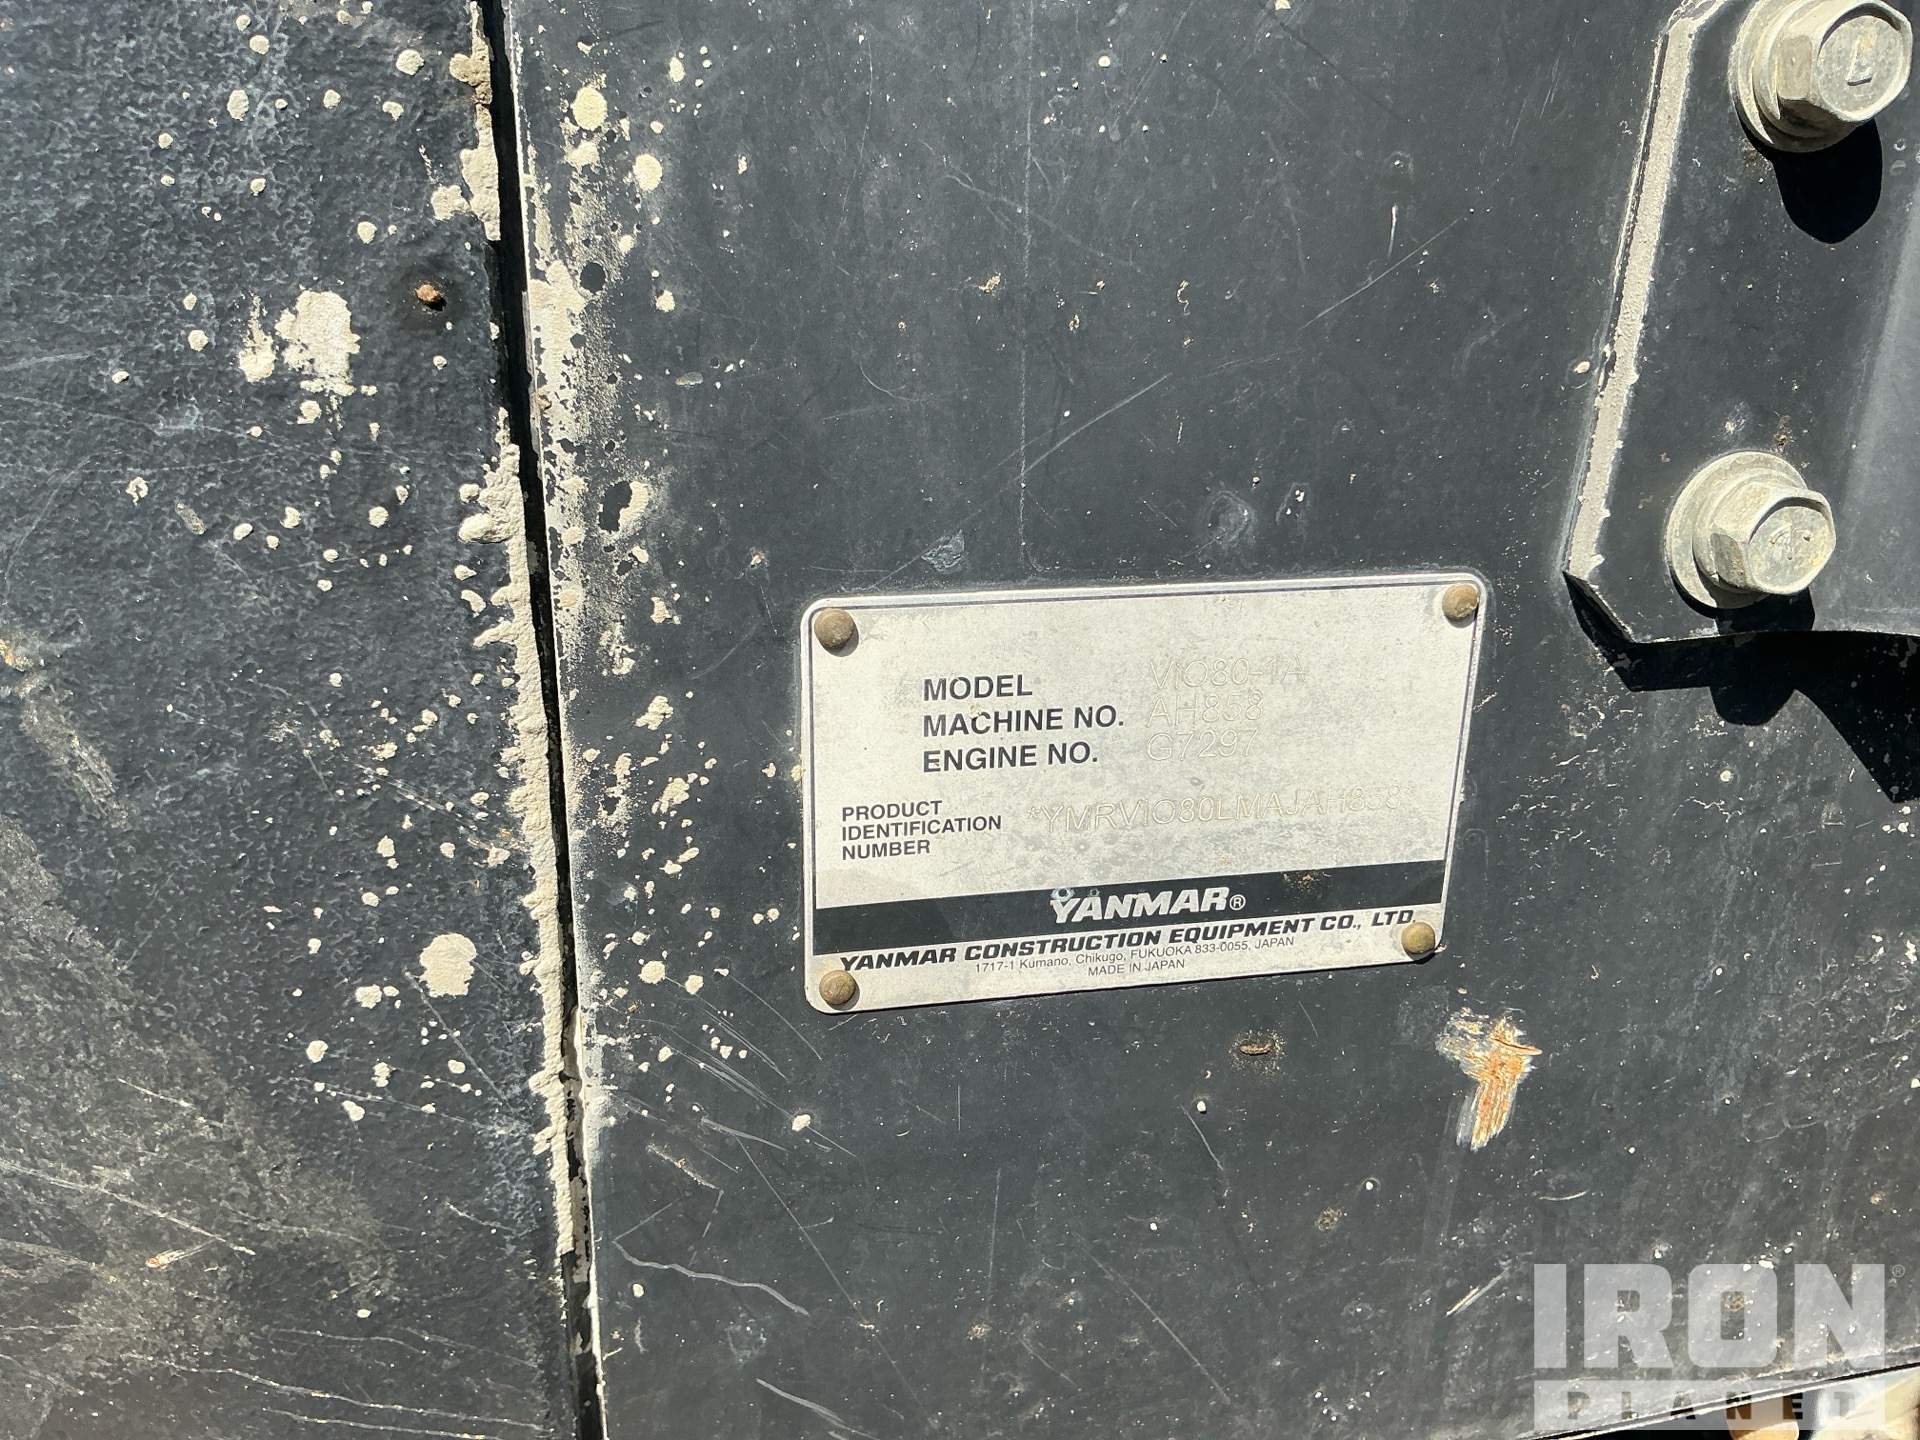 MODEL VIO80-1A
MACHINE NO. AH858
ENGINE NO. G7297
PRODUCT
IDENTIFICATION
NUMBER
*YMRVIO80LMAJAH858*
YANMAR®
YANMAR CONSTRUCTION EQUIPMENT CO., LTD.
1717-1 Kumano, Chikugo, FUKUOKA 833-0055, JAPAN
MADE IN JAPAN
IRON®
PLANET